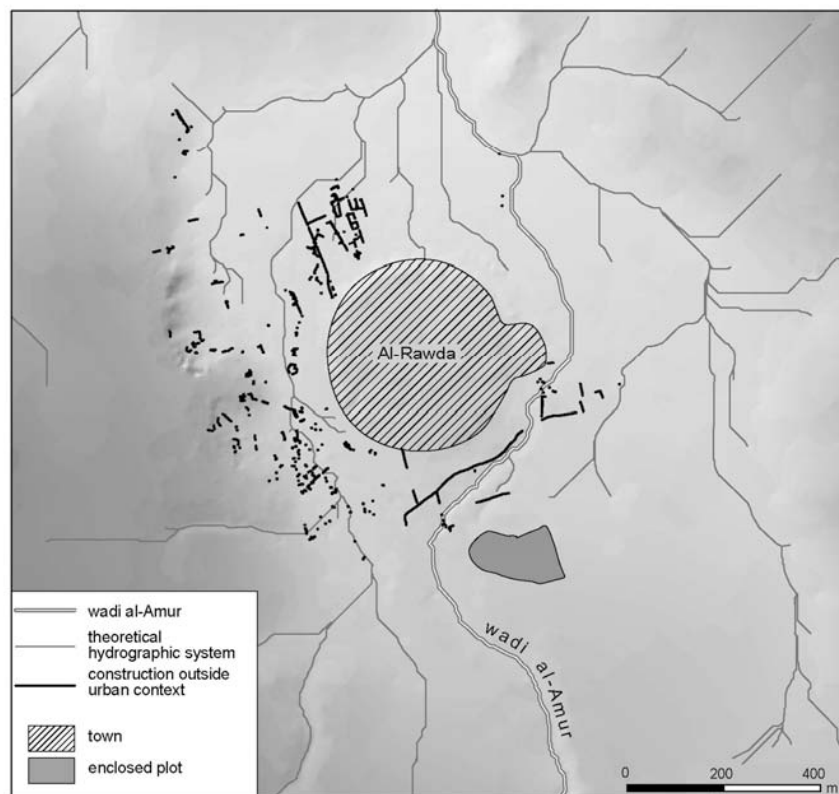 Al-Rawda
wadi al-Amur
wadi al-Amur
theoretical
hydrographic system
construction outside
urban context
town
enclosed plot
0 200 400
m